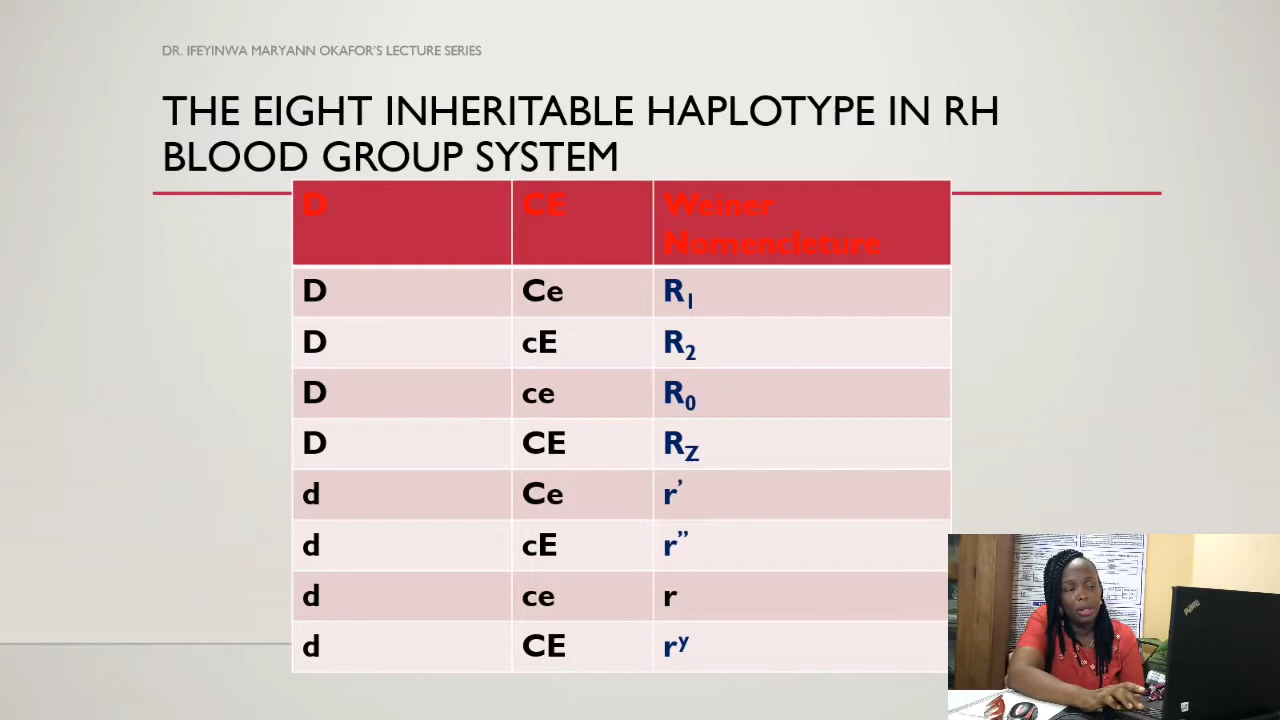 DR. IFEYINWA MARYANN OKAFOR'S LECTURE SERIES
THE EIGHT INHERITABLE HAPLOTYPE IN RH
BLOOD GROUP SYSTEM
D CE Weiner
Nomencleture
D Ce R1
D cE R2
D ce R0
D CE RZ
d Ce r’
d cE r”
d ce r
d CE ry